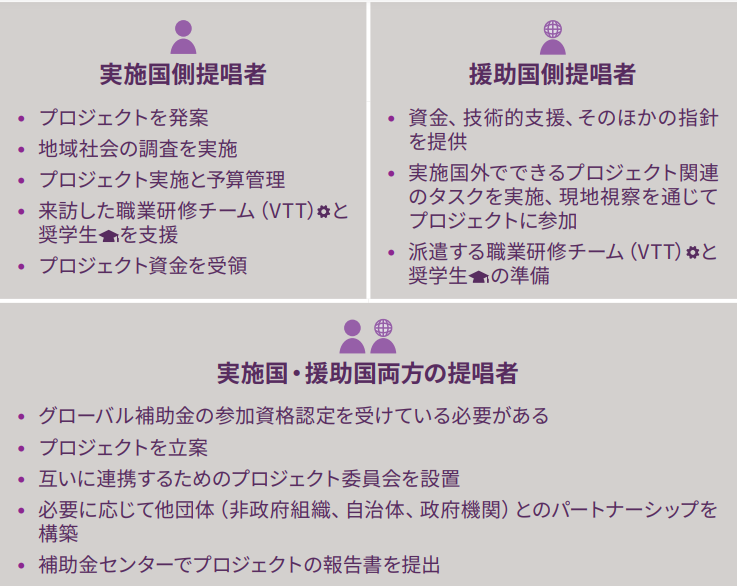 実施国側提唱者
• プロジェクトを発案
• 地域社会の調査を実施
• プロジェクト実施と予算管理
• 来訪した職業研修チーム（VTT）と
奨学生を支援
• プロジェクト資金を受領
援助国側提唱者
• 資金、技術的支援、そのほかの指針
を提供
• 実施国外でできるプロジェクト関連
のタスクを実施、現地視察を通じて
プロジェクトに参加
• 派遣する職業研修チーム（VTT）と
奨学生の準備
実施国・援助国両方の提唱者
• グローバル補助金の参加資格認定を受けている必要がある
• プロジェクトを立案
• 互いに連携するためのプロジェクト委員会を設置
• 必要に応じて他団体（非政府組織、自治体、政府機関）とのパートナーシップを
構築
• 補助金センターでプロジェクトの報告書を提出